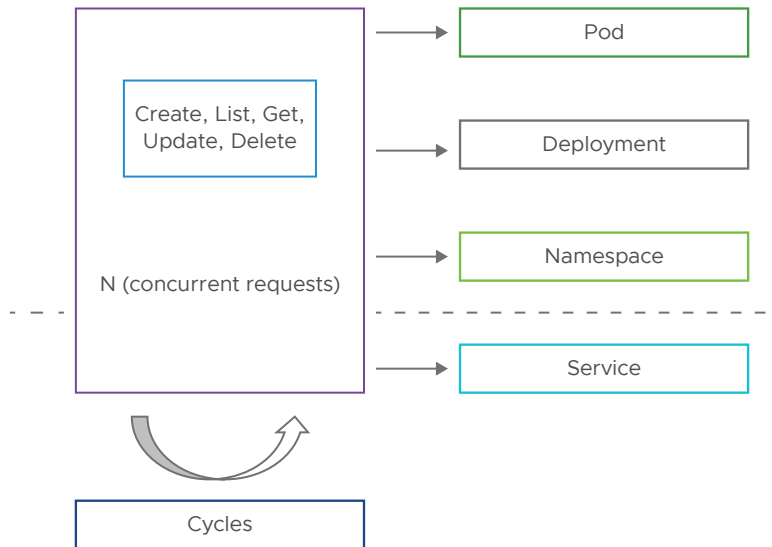 Pod
Create, List, Get,
Update, Delete
Deployment
Namespace
N (concurrent requests)
Service
Cycles